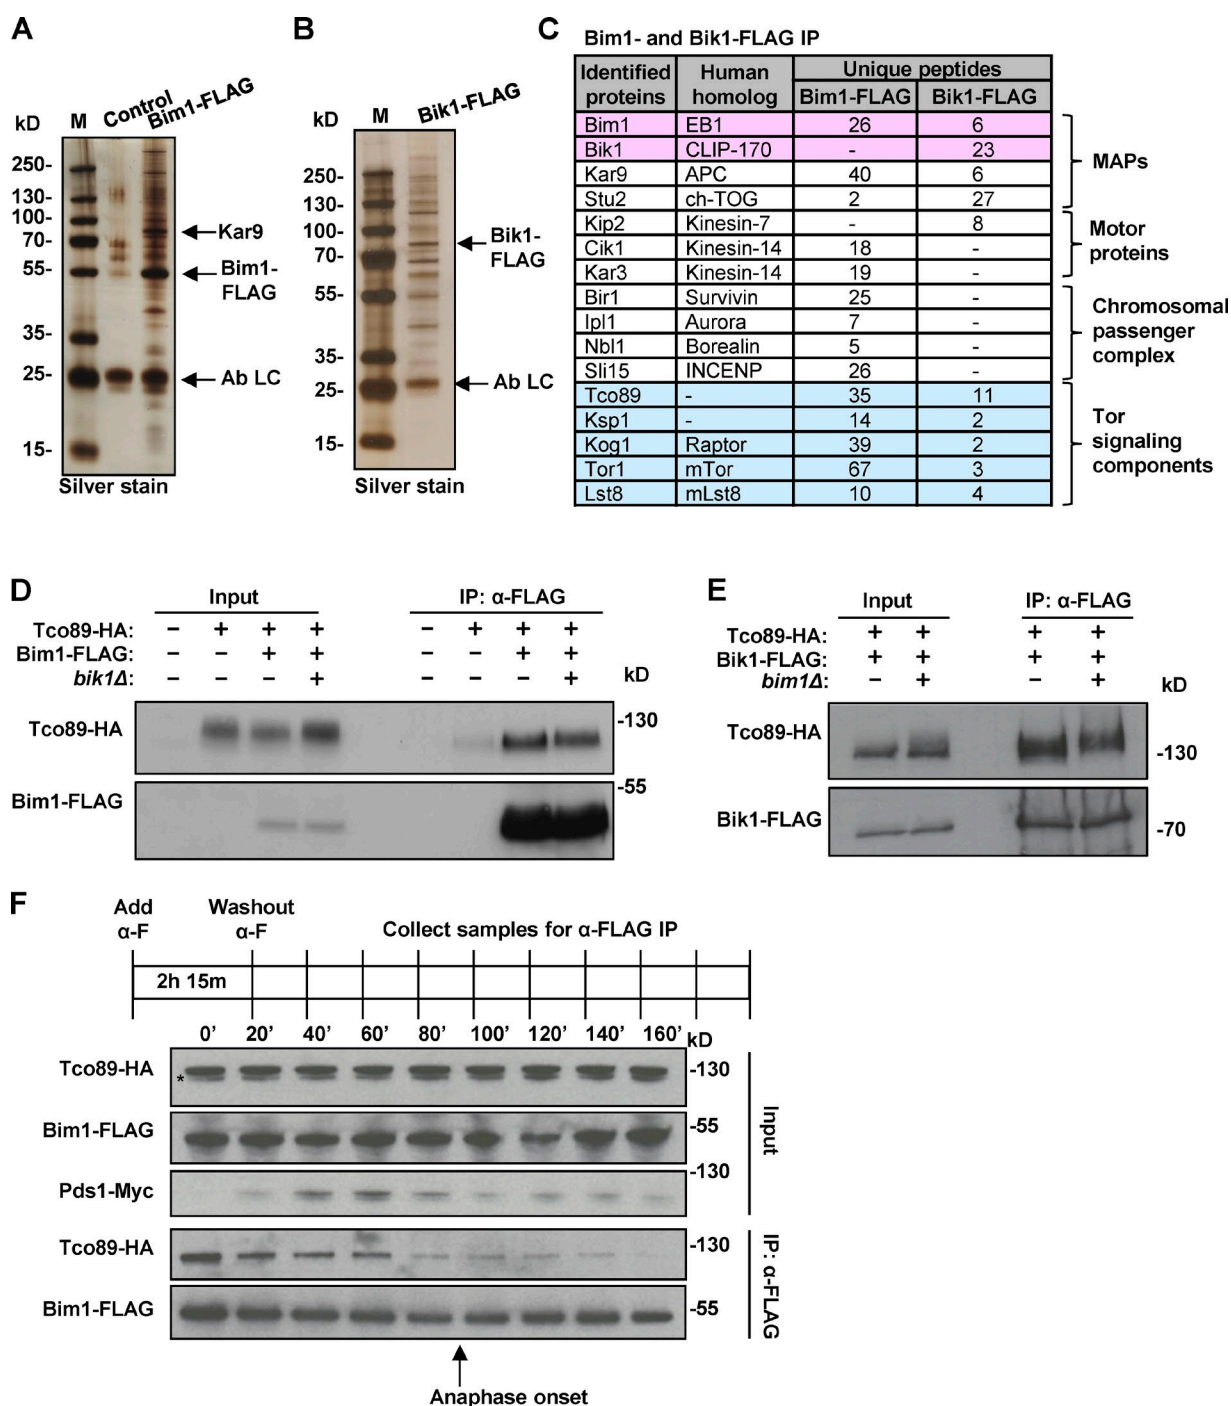 A
kD
M
Control
Bim1-FLAG
250-
130-
100-
70-
55-
35-
25-
15-
Kar9
Bim1-
FLAG
Ab LC
Silver stain
B
kD
M
Bik1-FLAG
250-
130-
100-
70-
55-
35-
25-
15-
Bik1-
FLAG
Ab LC
Silver stain
C
Bim1- and Bik1-FLAG IP
Identified proteins Human homolog Unique peptides
Bim1-FLAG Bik1-FLAG
Bim1 EB1 26 6
Bik1 CLIP-170 - 23
Kar9 APC 40 6
Stu2 ch-TOG 2 27
Kip2 Kinesin-7 - 8
Cik1 Kinesin-14 18 -
Kar3 Kinesin-14 19 -
Bir1 Survivin 25 -
Ipl1 Aurora 7 -
Nbl1 Borealin 5 -
Sli15 INCENP 26 -
Tco89 - 35 11
Ksp1 - 14 2
Kog1 Raptor 39 2
Tor1 mTor 67 3
Lst8 mLst8 10 4
MAPs
Motor
proteins
Chromosomal
passenger
complex
Tor
signaling
components
D
Input IP: α-FLAG
Tco89-HA: – + + + – + + +
Bim1-FLAG: – – + + – – + +
bik1Δ: – – – + – – – + kD
Tco89-HA -130
Bim1-FLAG -55
E
Input IP: α-FLAG
Tco89-HA: + + + +
Bik1-FLAG: + + + +
bim1Δ: – + – + kD
Tco89-HA -130
Bik1-FLAG -70
F
Add
α-F
Washout
α-F
Collect samples for α-FLAG IP
2h 15m
0’ 20’ 40’ 60’ 80’ 100’ 120’ 140’ 160’ kD
Tco89-HA * -130
Bim1-FLAG -55
Pds1-Myc -130
Input
Tco89-HA -130
Bim1-FLAG -55
IP: α-FLAG
Anaphase onset